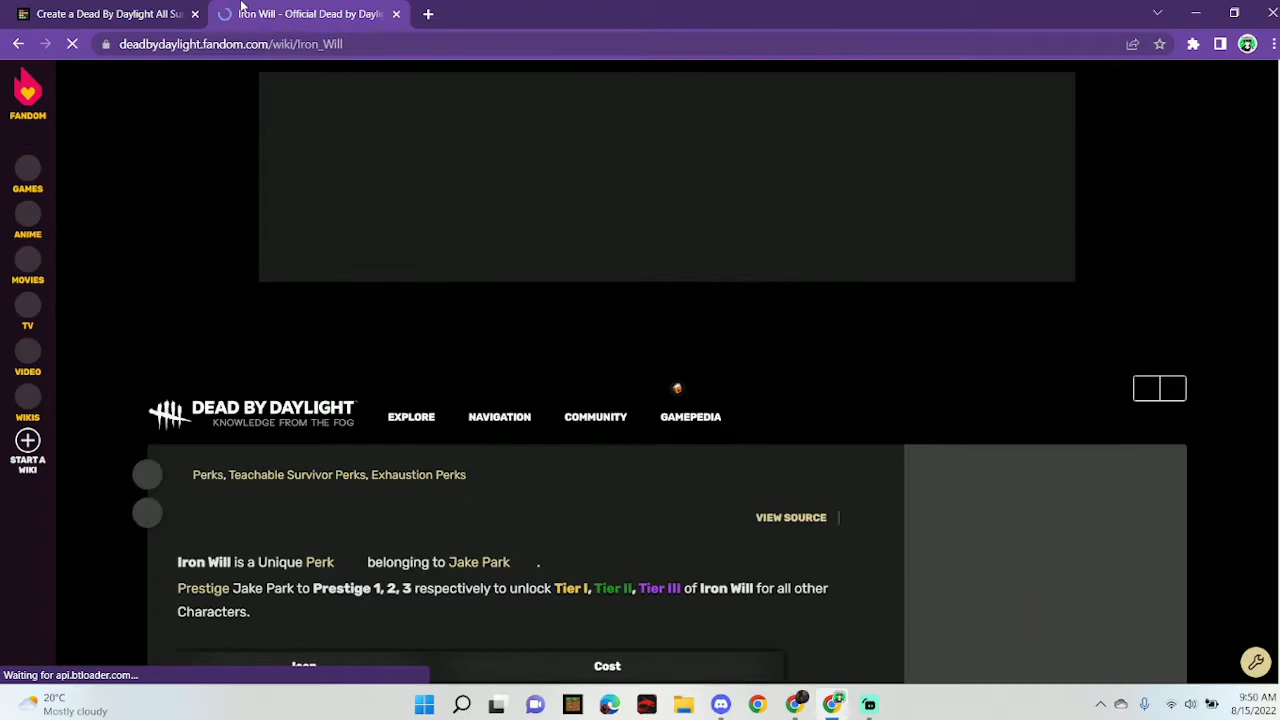 Create a Dead By Daylight All Su
Iron Will - Official Dead by Dayli
deadbydaylight.fandom.com/wiki/Iron_Will
FANDOM
GAMES
ANIME
MOVIES
TV
VIDEO
WIKIS
START A
WIKI
DEAD BY DAYLIGHT
KNOWLEDGE FROM THE FOG
EXPLORE
NAVIGATION
COMMUNITY
GAMEPEDIA
Perks, Teachable Survivor Perks, Exhaustion Perks
VIEW SOURCE
Iron Will is a Unique Perk belonging to Jake Park .
Prestige Jake Park to Prestige 1, 2, 3 respectively to unlock Tier I, Tier II, Tier III of Iron Will for all other
Characters.
Icon Cost
Waiting for api.btloader.com...
20°C
Mostly cloudy
9:50 AM
8/15/2022